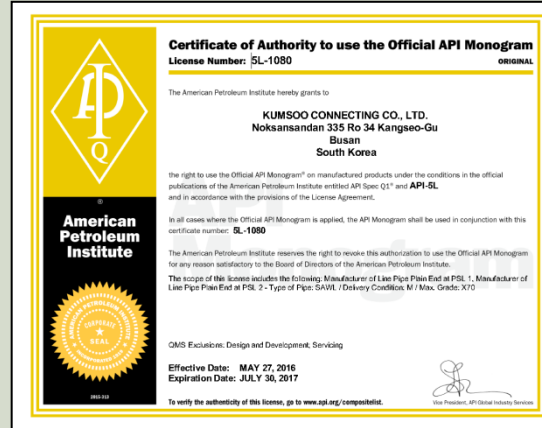 Certificate of Authority to use the Official API Monogram
License Number: 5L-1080
ORIGINAL
The American Petroleum Institute hereby grants to
KUMSOO CONNECTING CO., LTD.
Noksansandan 335 Ro 34 Kangseo-Gu
Busan
South Korea
the right to use the Official API Monogram® on manufactured products under the conditions in the official
publications of the American Petroleum Institute entitled API Spec Q1® and API-5L
and in accordance with the provisions of the License Agreement.
In all cases where the Official API Monogram is applied, the API Monogram shall be used in conjunction with this
certificate number: 5L-1080
The American Petroleum Institute reserves the right to revoke this authorization to use the Official API Monogram
for any reason satisfactory to the Board of Directors of the American Petroleum Institute.
The scope of this license includes the following: Manufacturer of Line Pipe Plain End at PSL 1, Manufacturer of
Line Pipe Plain End at PSL 2 - Type of Pipe: SAWL / Delivery Condition: M / Max. Grade: X70
QMS Exclusions: Design and Development, Servicing
Effective Date: MAY 27, 2016
Expiration Date: JULY 30, 2017
To verify the authenticity of this license, go to www.api.org/compositelist.
Vice President, API Global Industry Services
API
Q
®
American
Petroleum
Institute
AMERICAN PETROLEUM INSTITUTE
CORPORATE
SEAL
API
Monogram